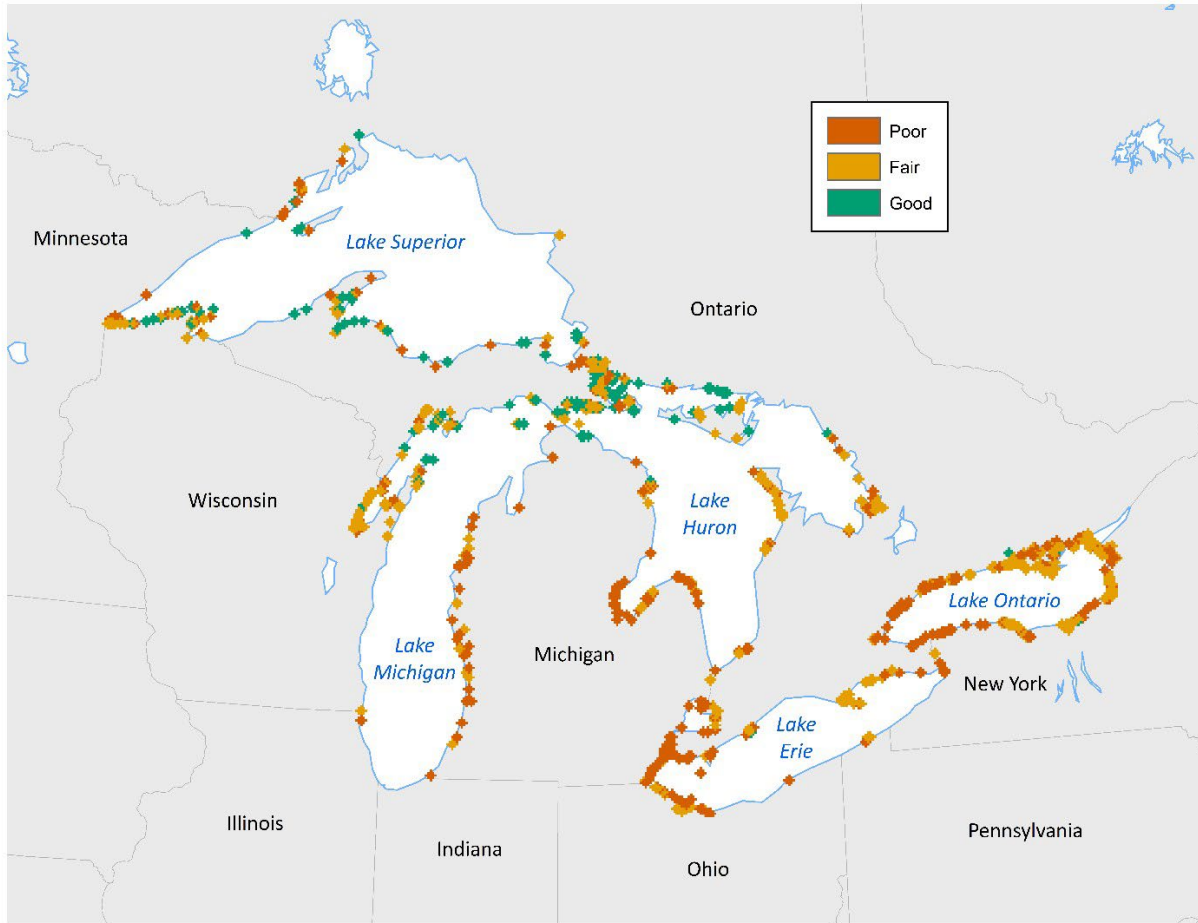 Poor
Fair
Good
Minnesota
Lake Superior
Ontario
Wisconsin
Lake
Huron
Lake Ontario
Lake
Michigan
Michigan
New York
Lake
Erie
Illinois
Indiana
Ohio
Pennsylvania